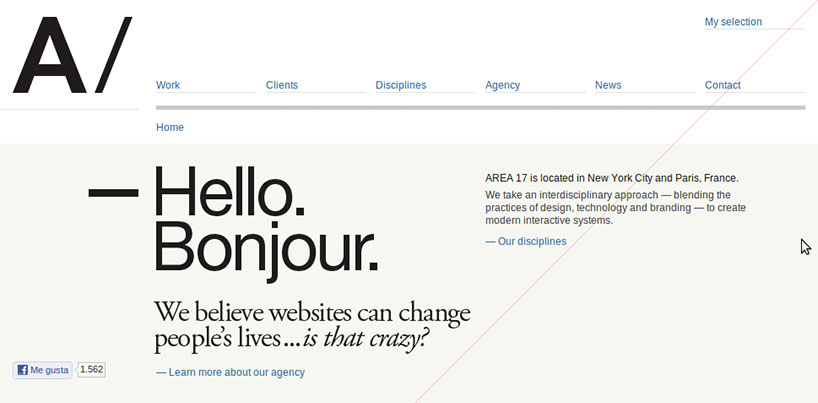 A/
My selection
Work Clients Disciplines Agency News Contact
Home
— Hello.
Bonjour.
AREA 17 is located in New York City and Paris, France.
We take an interdisciplinary approach — blending the
practices of design, technology and branding — to create
modern interactive systems.
— Our disciplines
We believe websites can change
people’s lives...is that crazy?
— Learn more about our agency
Me gusta 1.562